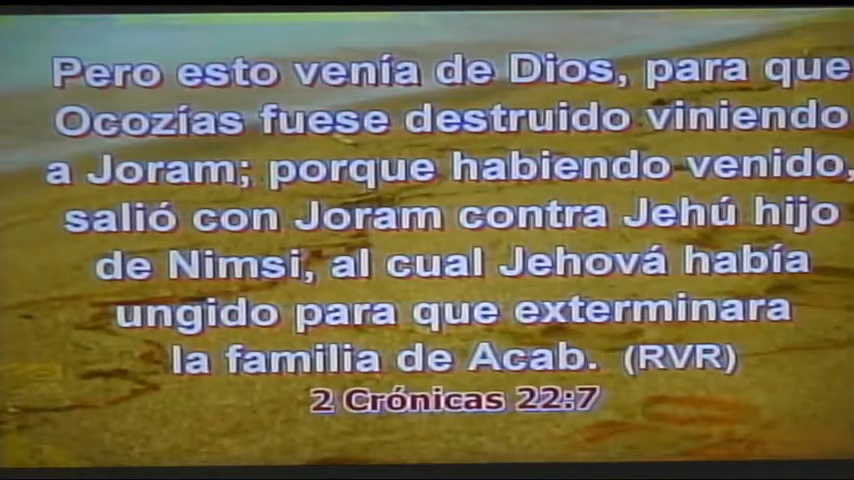 Pero esto venía de Dios, para que
Ocozías fuese destruido viniendo
a Joram; porque habiendo venido,
salió con Joram contra Jehú hijo
de Nimsi, al cual Jehová había
ungido para que exterminara
la familia de Acab. (RVR)
2 Crónicas 22:7